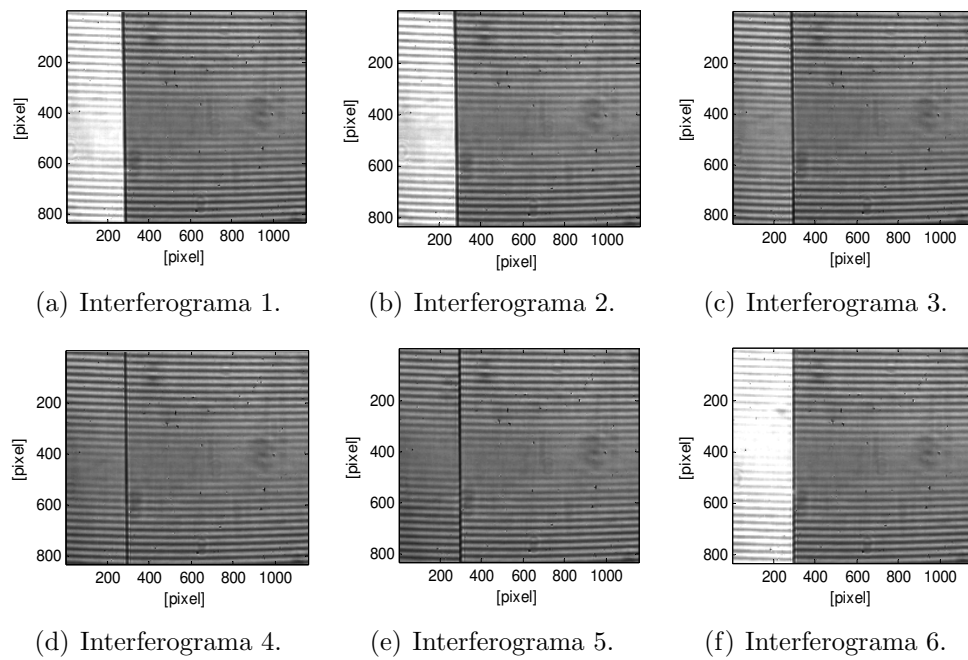 200
400
600
800
[pixel]
200 400 600 800 1000
[pixel]
(a) Interferograma 1.
200
400
600
800
[pixel]
200 400 600 800 1000
[pixel]
(b) Interferograma 2.
200
400
600
800
[pixel]
200 400 600 800 1000
[pixel]
(c) Interferograma 3.
200
400
600
800
[pixel]
200 400 600 800 1000
[pixel]
(d) Interferograma 4.
200
400
600
800
[pixel]
200 400 600 800 1000
[pixel]
(e) Interferograma 5.
200
400
600
800
[pixel]
200 400 600 800 1000
[pixel]
(f) Interferograma 6.